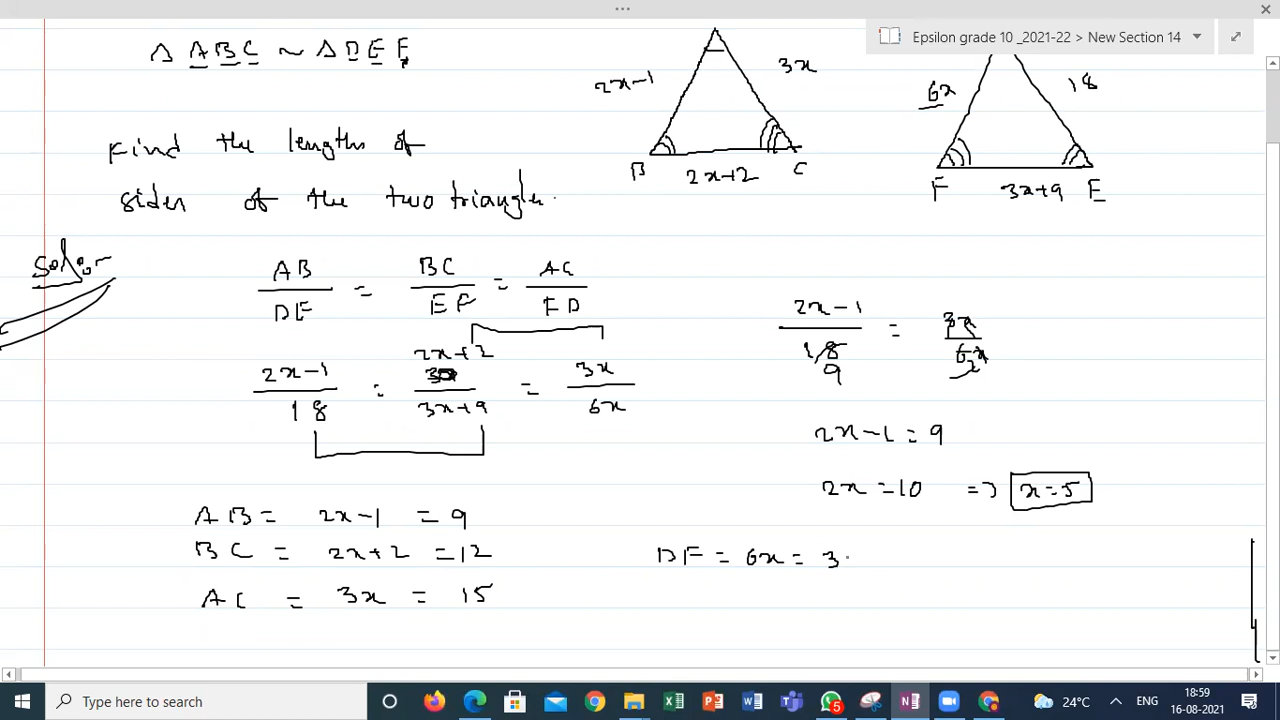 Epsilon grade 10 _2021-22 > New Section 14
Δ ABC ~ Δ DEF
2x-1
3x
B
2x+2
C
6x
18
F
3x+9
E
Find the lengths of
sides of the two triangle.
Soln
AB/DE = BC/EF = AC/FD
2x-1/18 = 2x+2/3x+9 = 3x/6x
2x-1/18 = 3x/6x
9
2
2x-1 = 9
2x = 10 => x=5
AB = 2x-1 = 9
BC = 2x+2 = 12
AC = 3x = 15
DF = 6x = 3
Type here to search
5
24°C
ENG
18:59
16-08-2021